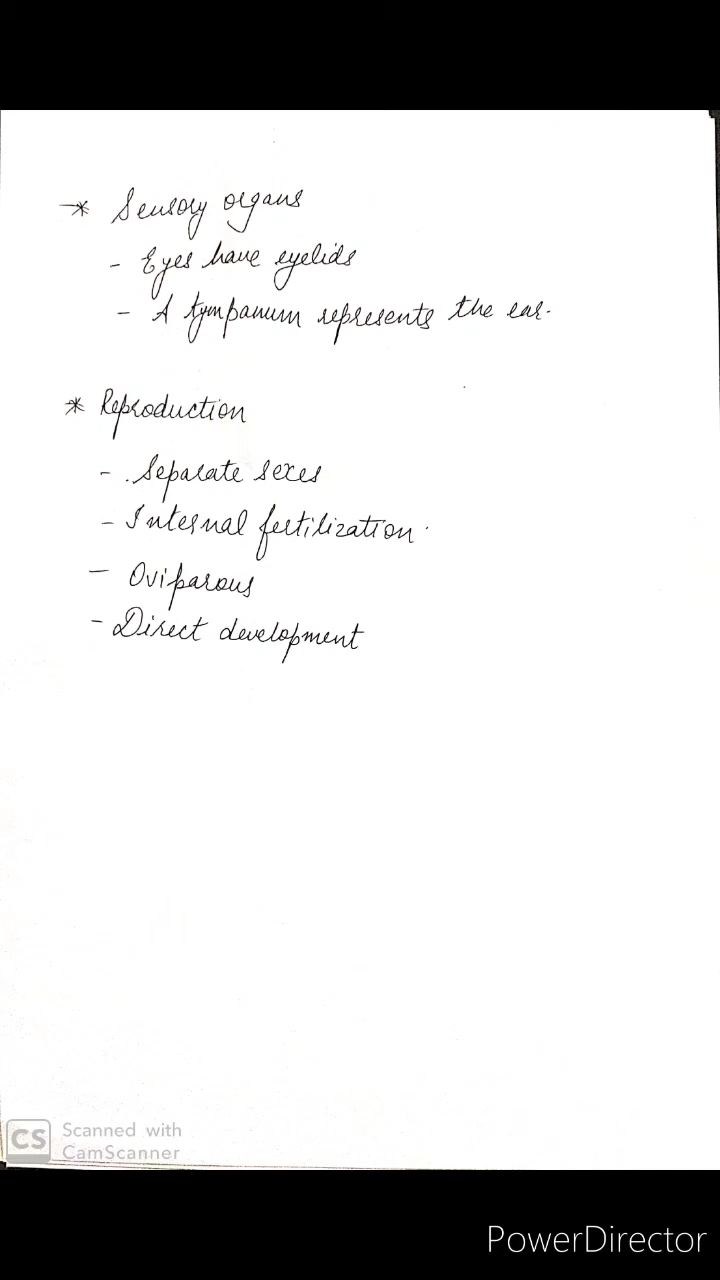 * Sensory organs
- Eyes have eyelids
- A tympanum represents the ear.
* Reproduction
- Separate sexes
- Internal fertilization.
- Oviparous
- Direct development
CS Scanned with
CamScanner
PowerDirector